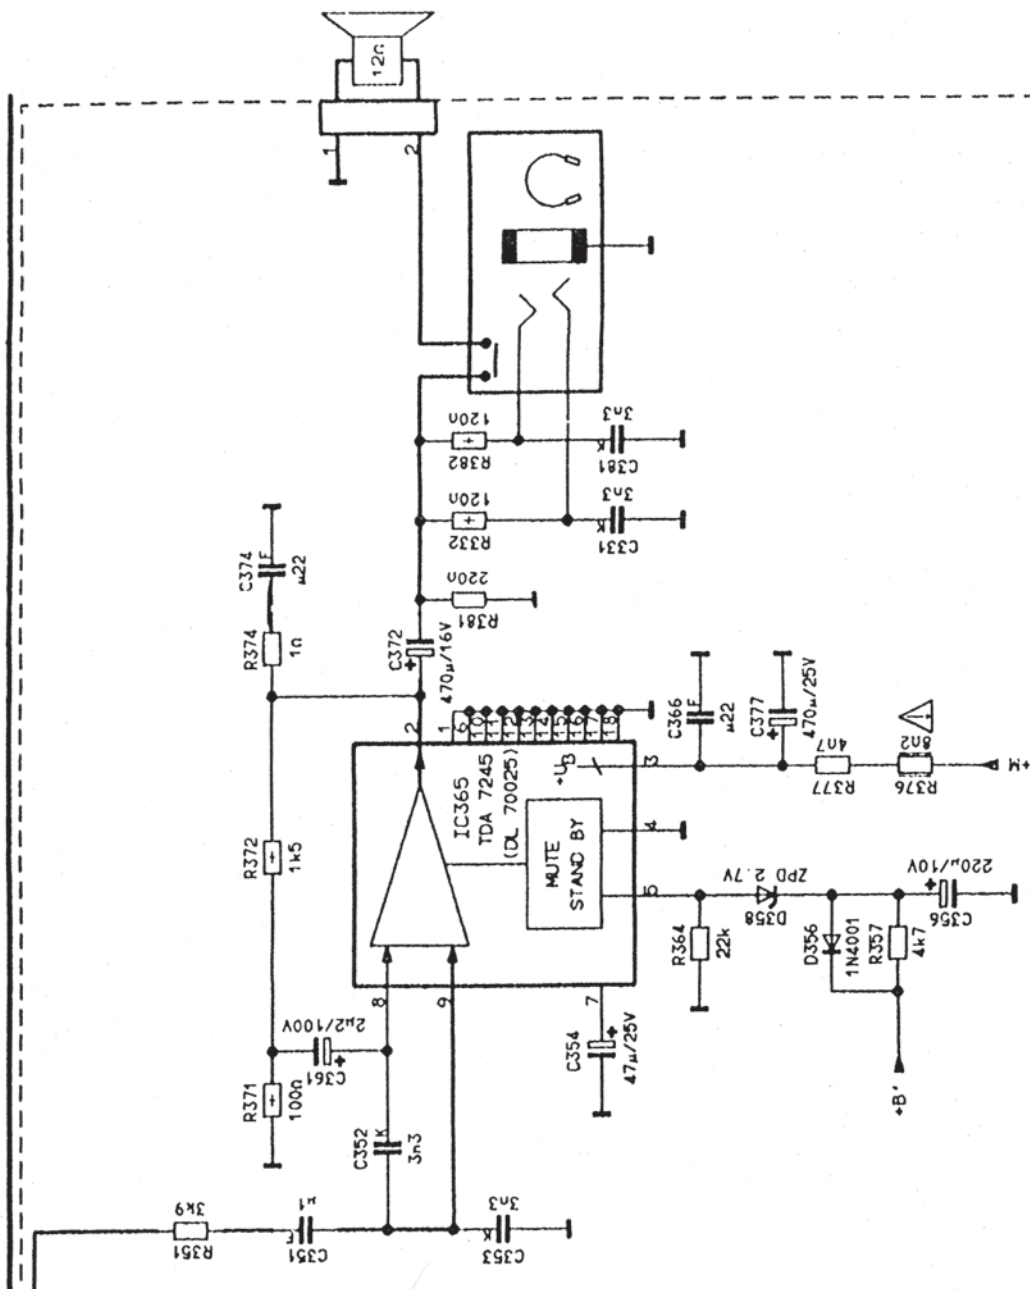 12Ω
1
2
120n
R382
3n3
K
C381
120n
R332
3n3
K
C331
220n
R381
C374
F
µ22
R374
1Ω
C372
+
470µ/16V
2
1
6
10
11
12
13
14
15
16
17
18
IC365
TDA 7245
(DL 70025)
+UB
3
C366
F
µ22
C377
+
470µ/25V
4n7
R377
8n2
R376
+M
R372
1k5
MUTE
STAND BY
4
5
ZPD 2.7V
D358
R364
22k
D356
1N4001
R357
4k7
220µ/10V
+
C356
+B'
8
9
7
C354
+
47µ/25V
2µ2/100V
+
C361
R371
100Ω
C352
K
3n3
3k9
R351
µ1
F
C351
3n3
K
C353